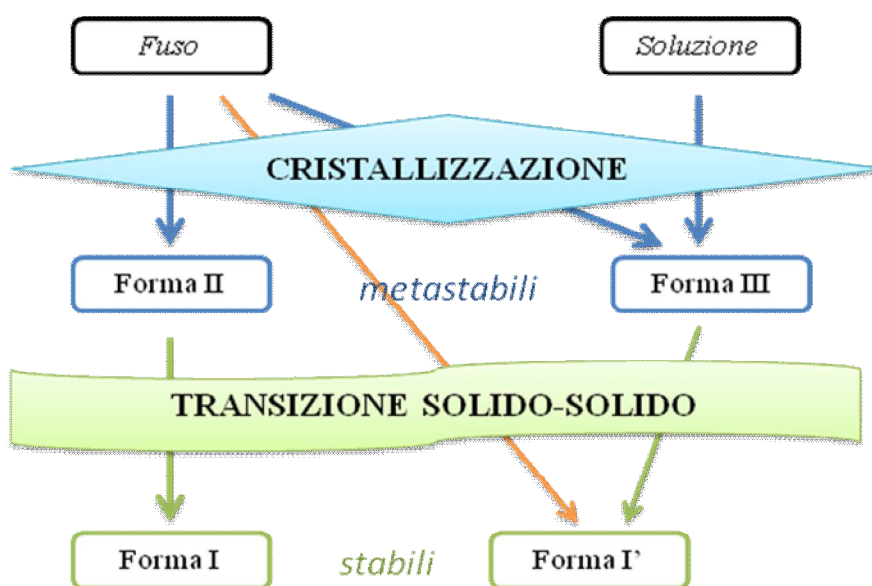 Fuso
Soluzione
CRISTALLIZZAZIONE
Forma II
metastabili
Forma III
TRANSIZIONE SOLIDO-SOLIDO
Forma I
stabili
Forma I’